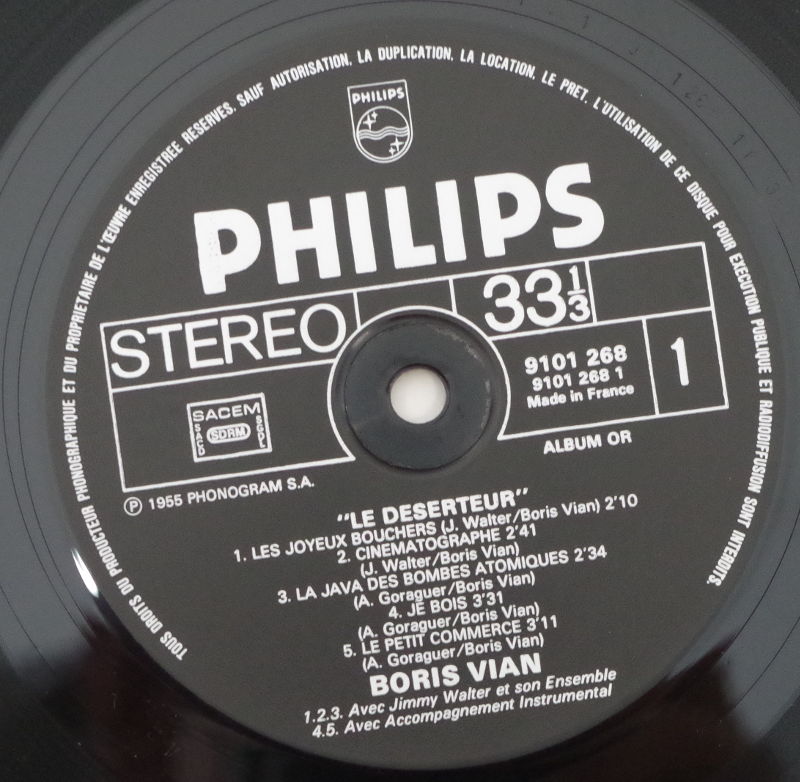 TOUS DROITS DU PRODUCTEUR PHONOGRAPHIQUE ET DU PROPRIETAIRE DE L'ŒUVRE ENREGISTREE RESERVES. SAUF AUTORISATION, LA DUPLICATION, LA LOCATION, LE PRET, L'UTILISATION DE CE DISQUE POUR EXECUTION PUBLIQUE ET RADIODIFFUSION SONT INTERDITS.
PHILIPS
PHILIPS
STEREO
33 1/3
SACEM
SACD
SDRM
SGDL
9101 268
9101 268 1
Made in France
1
ALBUM OR
Ⓟ 1955 PHONOGRAM S.A.
"LE DESERTEUR"
1. LES JOYEUX BOUCHERS (J. Walter/Boris Vian) 2'10
2. CINEMATOGRAPHE 2'41
(J. Walter/Boris Vian)
3. LA JAVA DES BOMBES ATOMIQUES 2'34
(A. Goraguer/Boris Vian)
4. JE BOIS 3'31
(A. Goraguer/Boris Vian)
5. LE PETIT COMMERCE 3'11
(A. Goraguer/Boris Vian)
BORIS VIAN
1.2.3. Avec Jimmy Walter et son Ensemble
4.5. Avec Accompagnement Instrumental